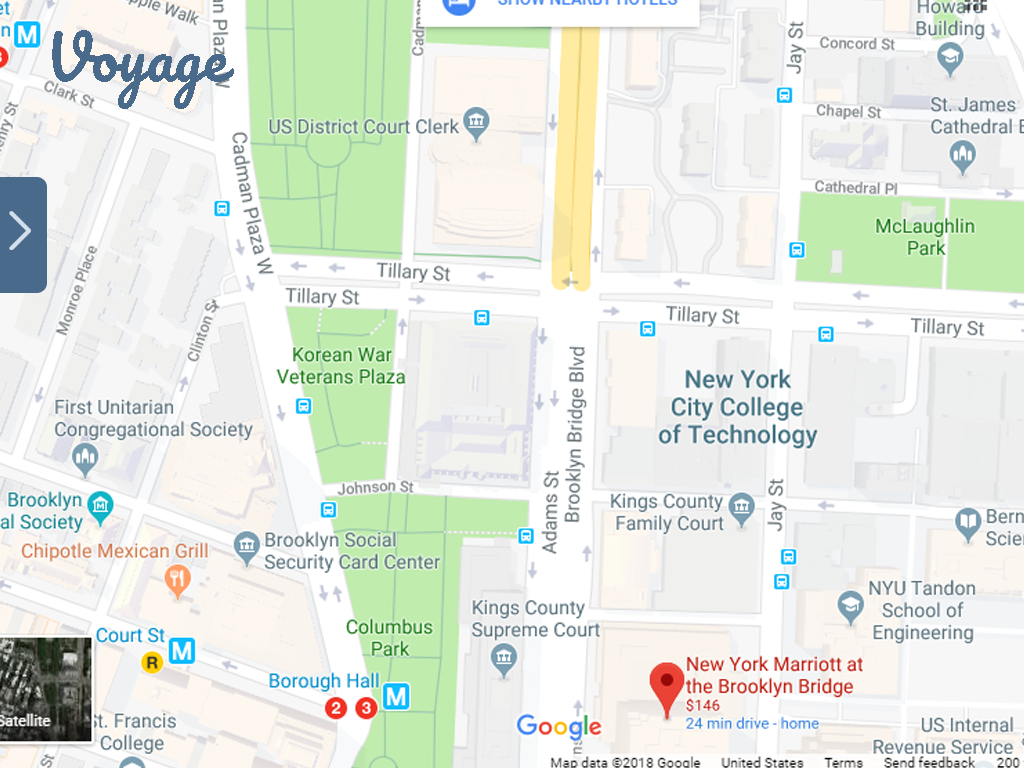 SHOW NEARBY HOTELS
Howard
Building
Apple Walk
Jay St
Concord St
Voyage
Clark St
Chapel St
St. James
Cathedral
US District Court Clerk
Cadman Plaza W
Cathedral Pl
McLaughlin
Park
Monroe Place
Tillary St
Tillary St
Tillary St
Tillary St
Clinton St
Korean War
Veterans Plaza
Brooklyn Bridge Blvd
New York
City College
of Technology
First Unitarian
Congregational Society
Johnson St
Adams St
Jay St
Brooklyn
al Society
Kings County
Family Court
Bern
Scie
Chipotle Mexican Grill
Brooklyn Social
Security Card Center
NYU Tandon
School of
Engineering
Kings County
Supreme Court
Court St
M
R
Columbus
Park
Borough Hall
2 3 M
New York Marriott at
the Brooklyn Bridge
$146
24 min drive - home
Satellite
St. Francis
College
Google
US Internal
Revenue Service
Map data ©2018 Google United States Terms Send feedback 200